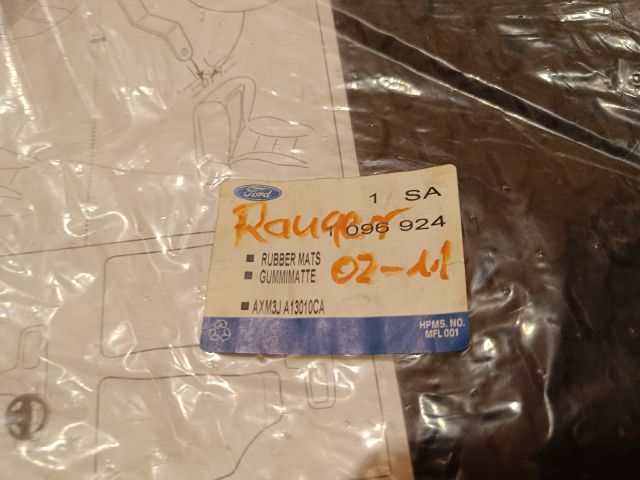 Ford
1 SA
Ranger
1 096 924
RUBBER MATS
GUMMIMATTE
02-11
AXM3J A13010CA
HPMS. NO.
MFL 001